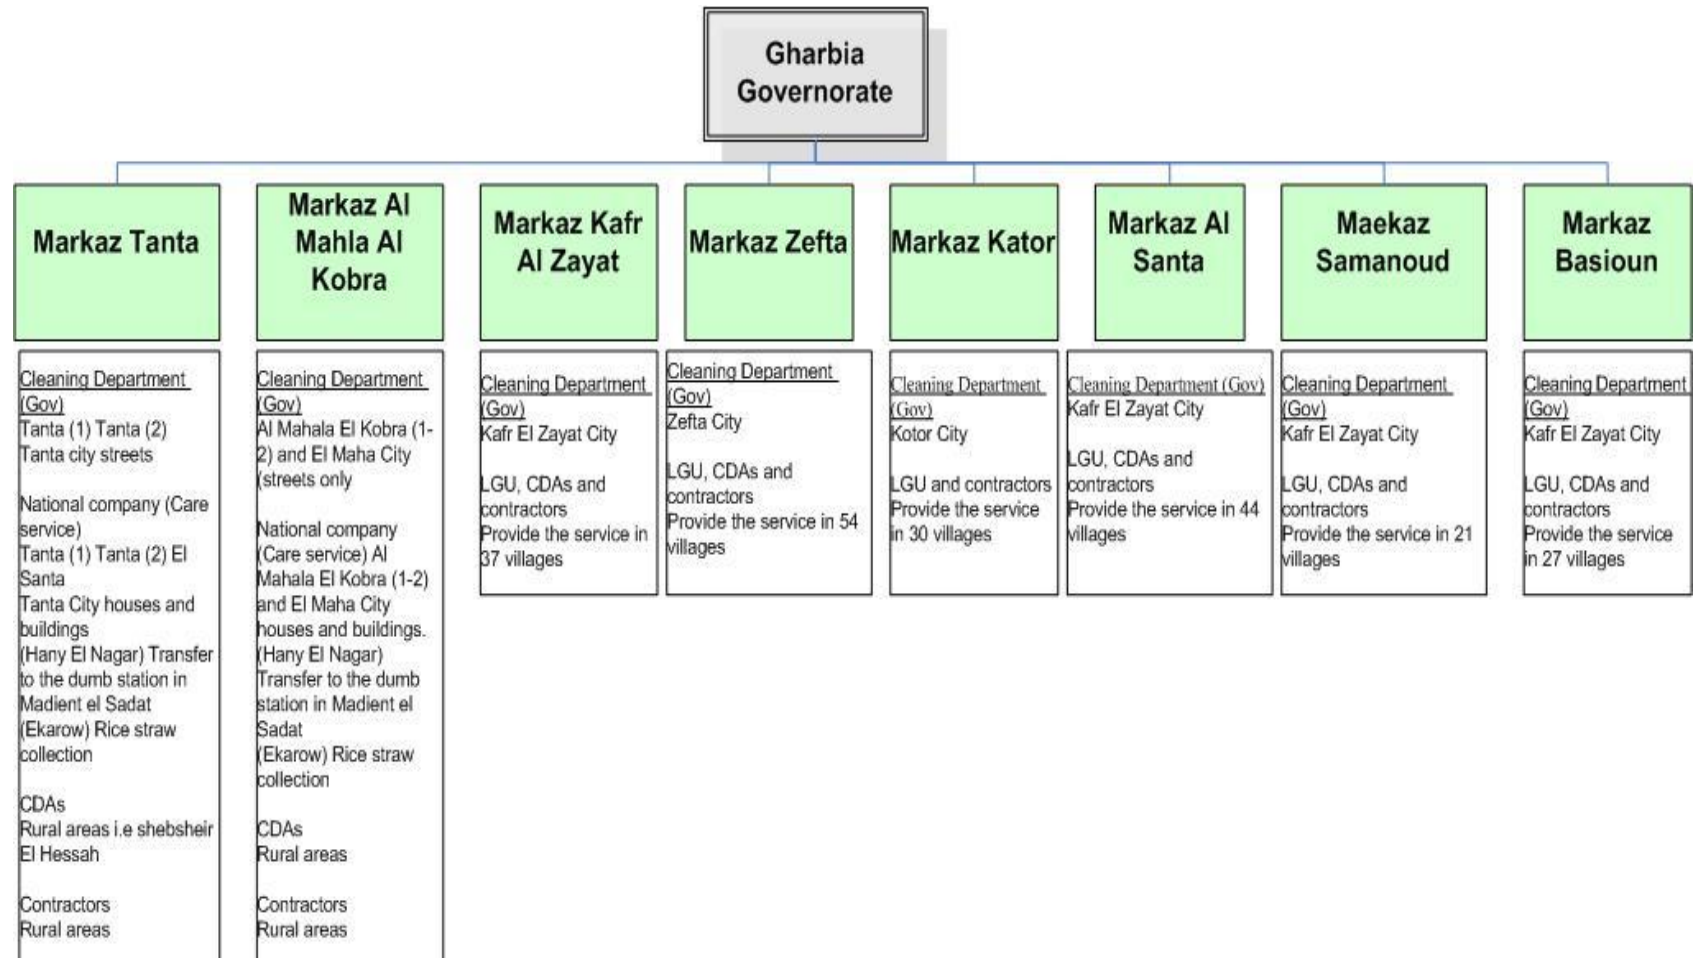 Gharbia
Governorate
Markaz Tanta
Markaz Al
Mahla Al
Kobra
Markaz Kafr
Al Zayat
Markaz Zefta
Markaz Kator
Markaz Al
Santa
Maekaz
Samanoud
Markaz
Basioun
Cleaning Department
(Gov)
Tanta (1) Tanta (2)
Tanta city streets
National company (Care
service)
Tanta (1) Tanta (2) El
Santa
Tanta City houses and
buildings
(Hany El Nagar) Transfer
to the dumb station in
Madient el Sadat
(Ekarow) Rice straw
collection
CDAs
Rural areas i.e shebsheir
El Hessah
Contractors
Rural areas
Cleaning Department
(Gov)
Al Mahala El Kobra (1-
2) and El Maha City
(streets only
National company
(Care service) Al
Mahala El Kobra (1-2)
and El Maha City
houses and buildings.
(Hany El Nagar)
Transfer to the dumb
station in Madient el
Sadat
(Ekarow) Rice straw
collection
CDAs
Rural areas
Contractors
Rural areas
Cleaning Department
(Gov)
Kafr El Zayat City
LGU, CDAs and
contractors
Provide the service in
37 villages
Cleaning Department
(Gov)
Zefta City
LGU, CDAs and
contractors
Provide the service in 54
villages
Cleaning Department
(Gov)
Kotor City
LGU and contractors
Provide the service
in 30 villages
Cleaning Department (Gov)
Kafr El Zayat City
LGU, CDAs and
contractors
Provide the service in 44
villages
Cleaning Department
(Gov)
Kafr El Zayat City
LGU, CDAs and
contractors
Provide the service in 21
villages
Cleaning Department
(Gov)
Kafr El Zayat City
LGU, CDAs and
contractors
Provide the service
in 27 villages